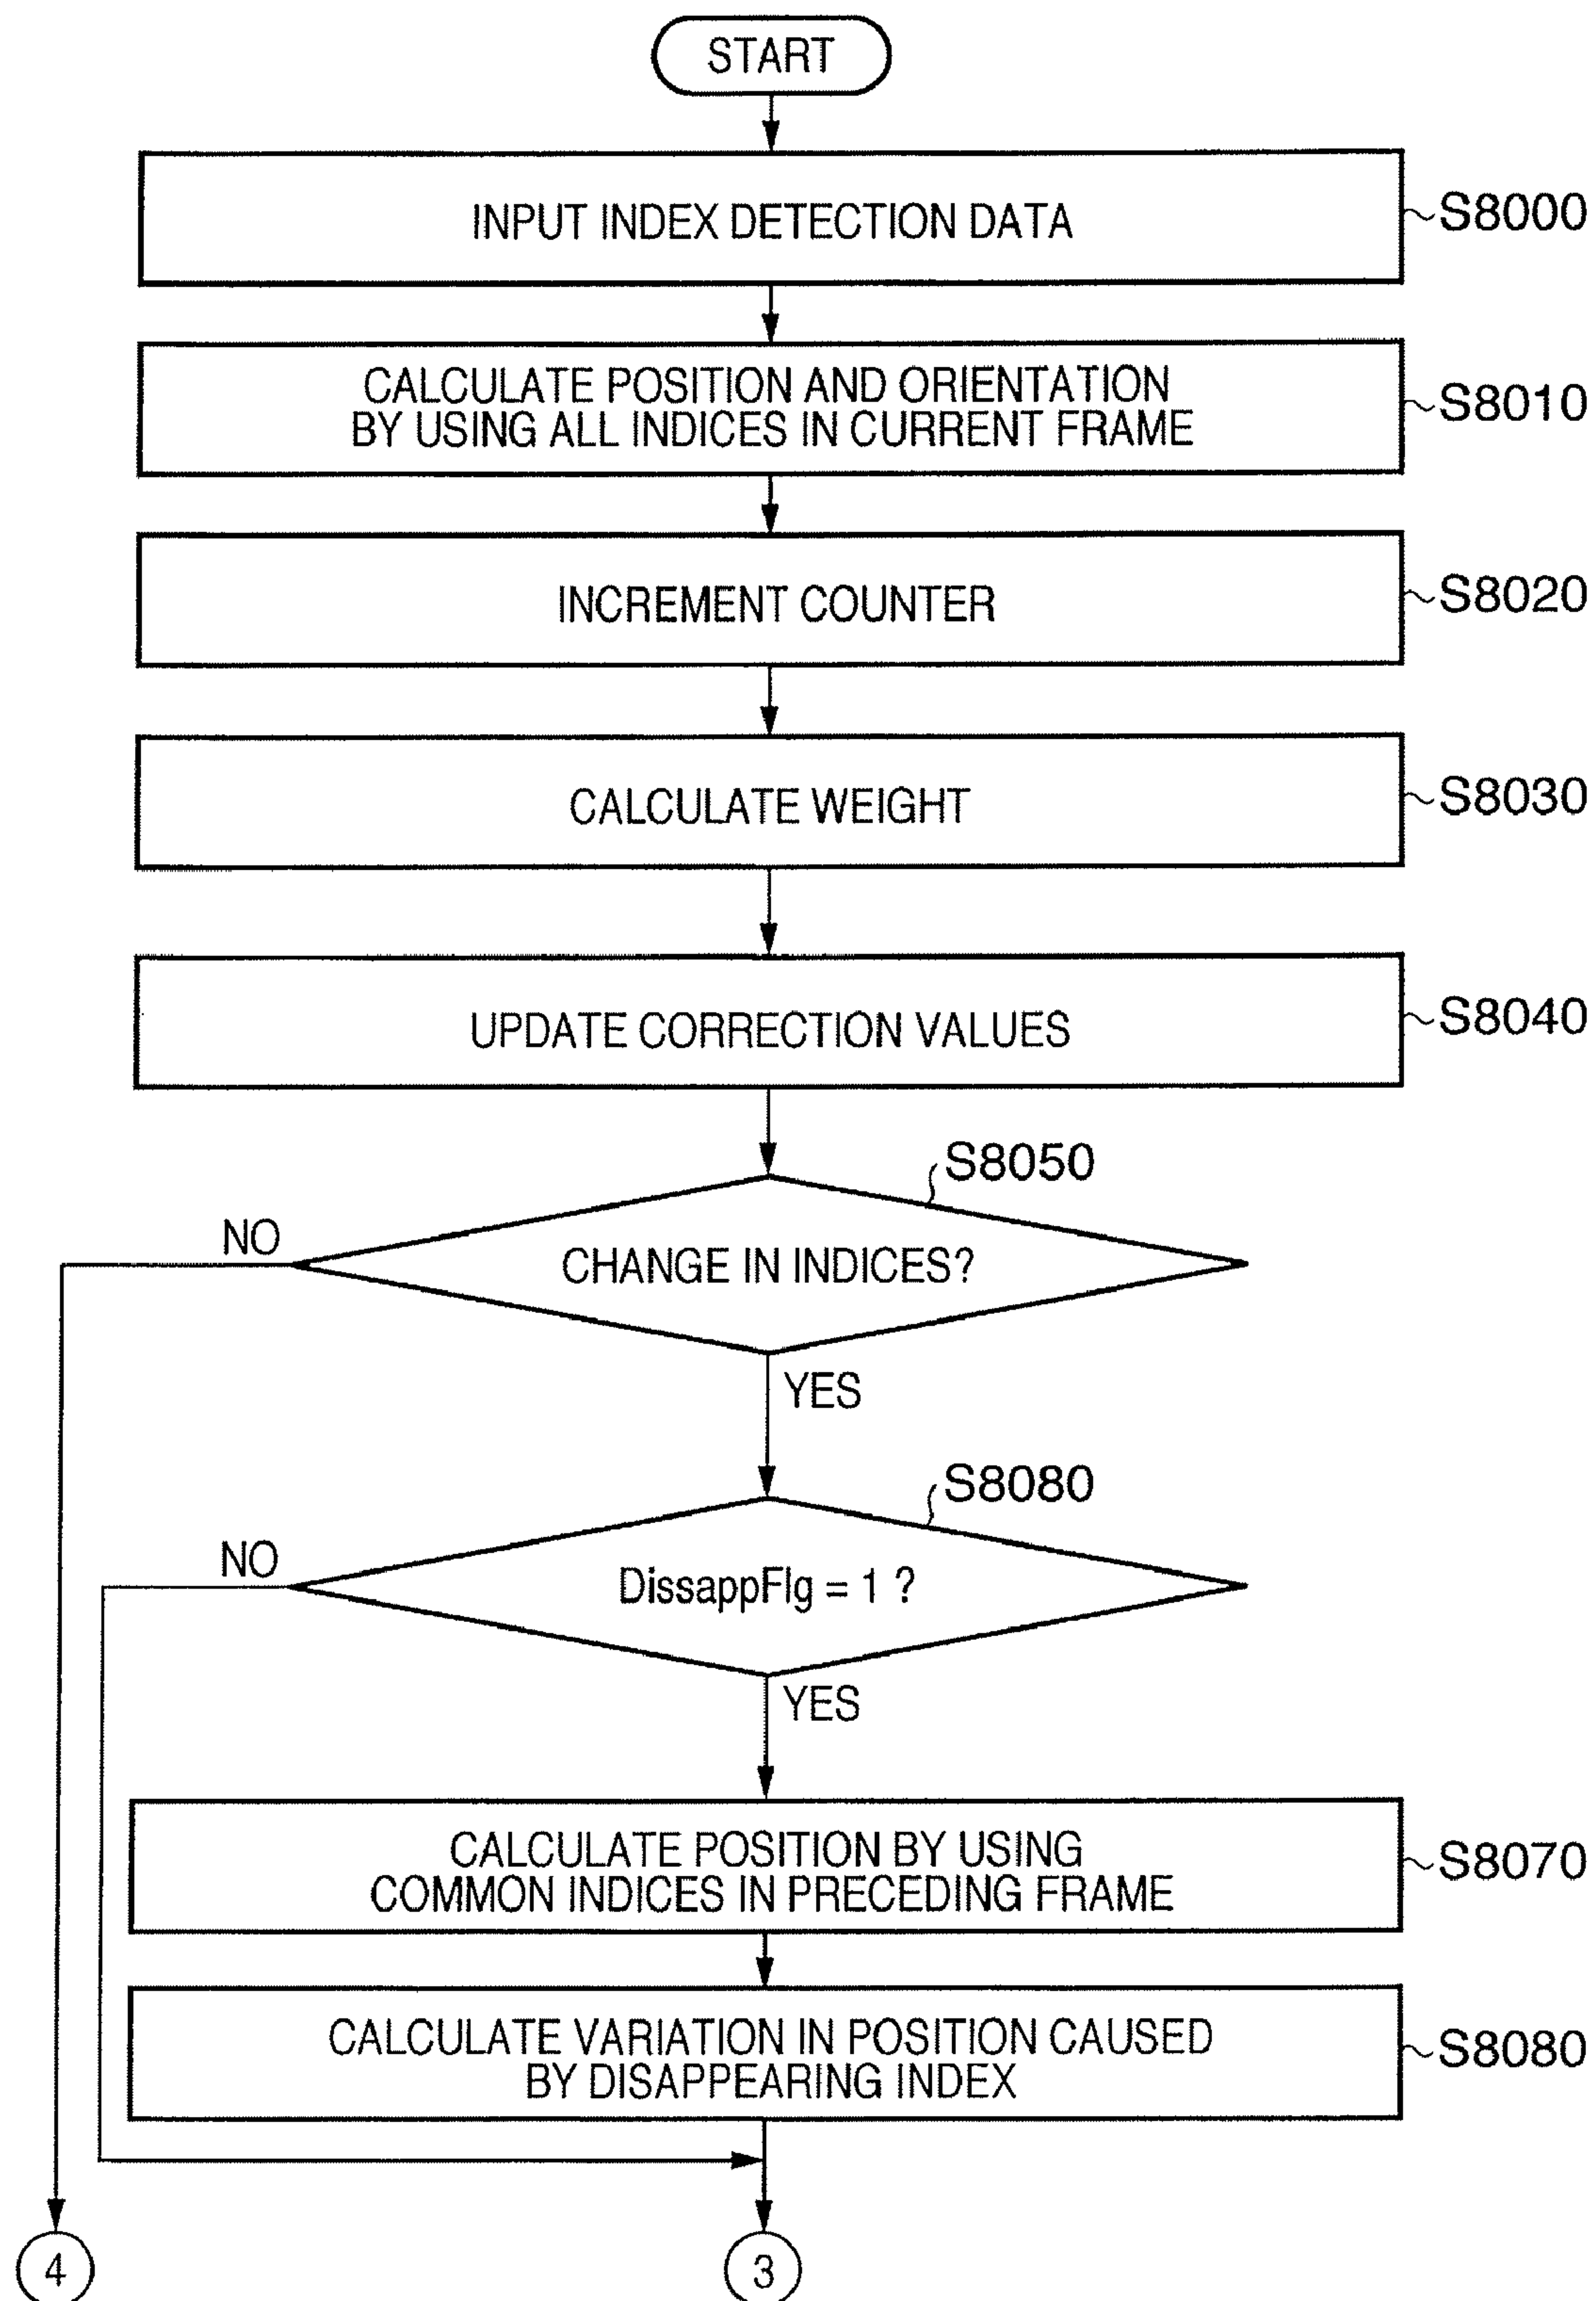 START
INPUT INDEX DETECTION DATA
S8000
CALCULATE POSITION AND ORIENTATION
BY USING ALL INDICES IN CURRENT FRAME
S8010
INCREMENT COUNTER
S8020
CALCULATE WEIGHT
S8030
UPDATE CORRECTION VALUES
S8040
S8050
NO
CHANGE IN INDICES?
YES
S8080
NO
DissappFlg = 1 ?
YES
CALCULATE POSITION BY USING
COMMON INDICES IN PRECEDING FRAME
S8070
CALCULATE VARIATION IN POSITION CAUSED
BY DISAPPEARING INDEX
S8080
4
3